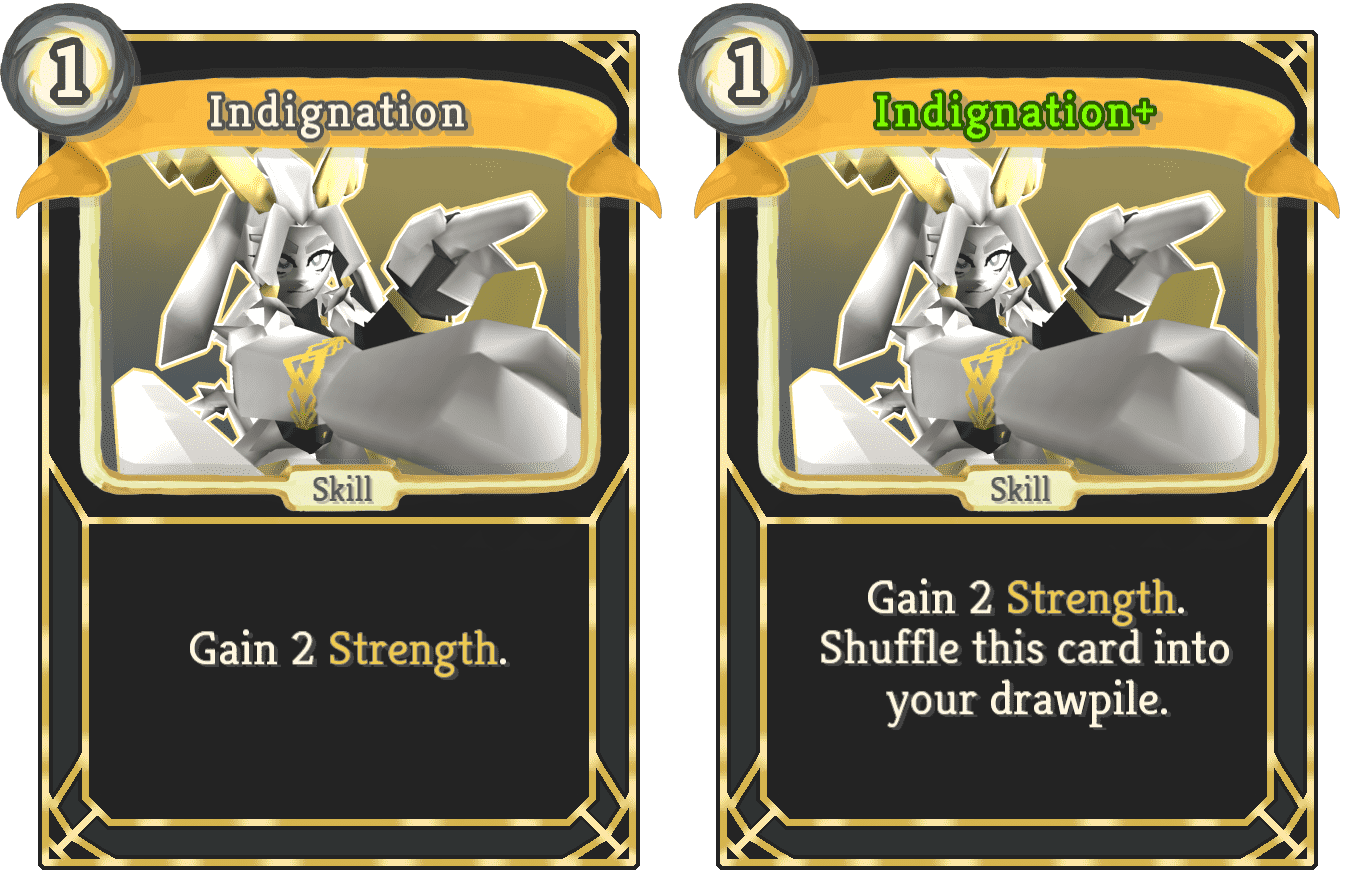 1
Indignation
Skill
Gain 2 Strength.
1
Indignation+
Skill
Gain 2 Strength.
Shuffle this card into
your drawpile.